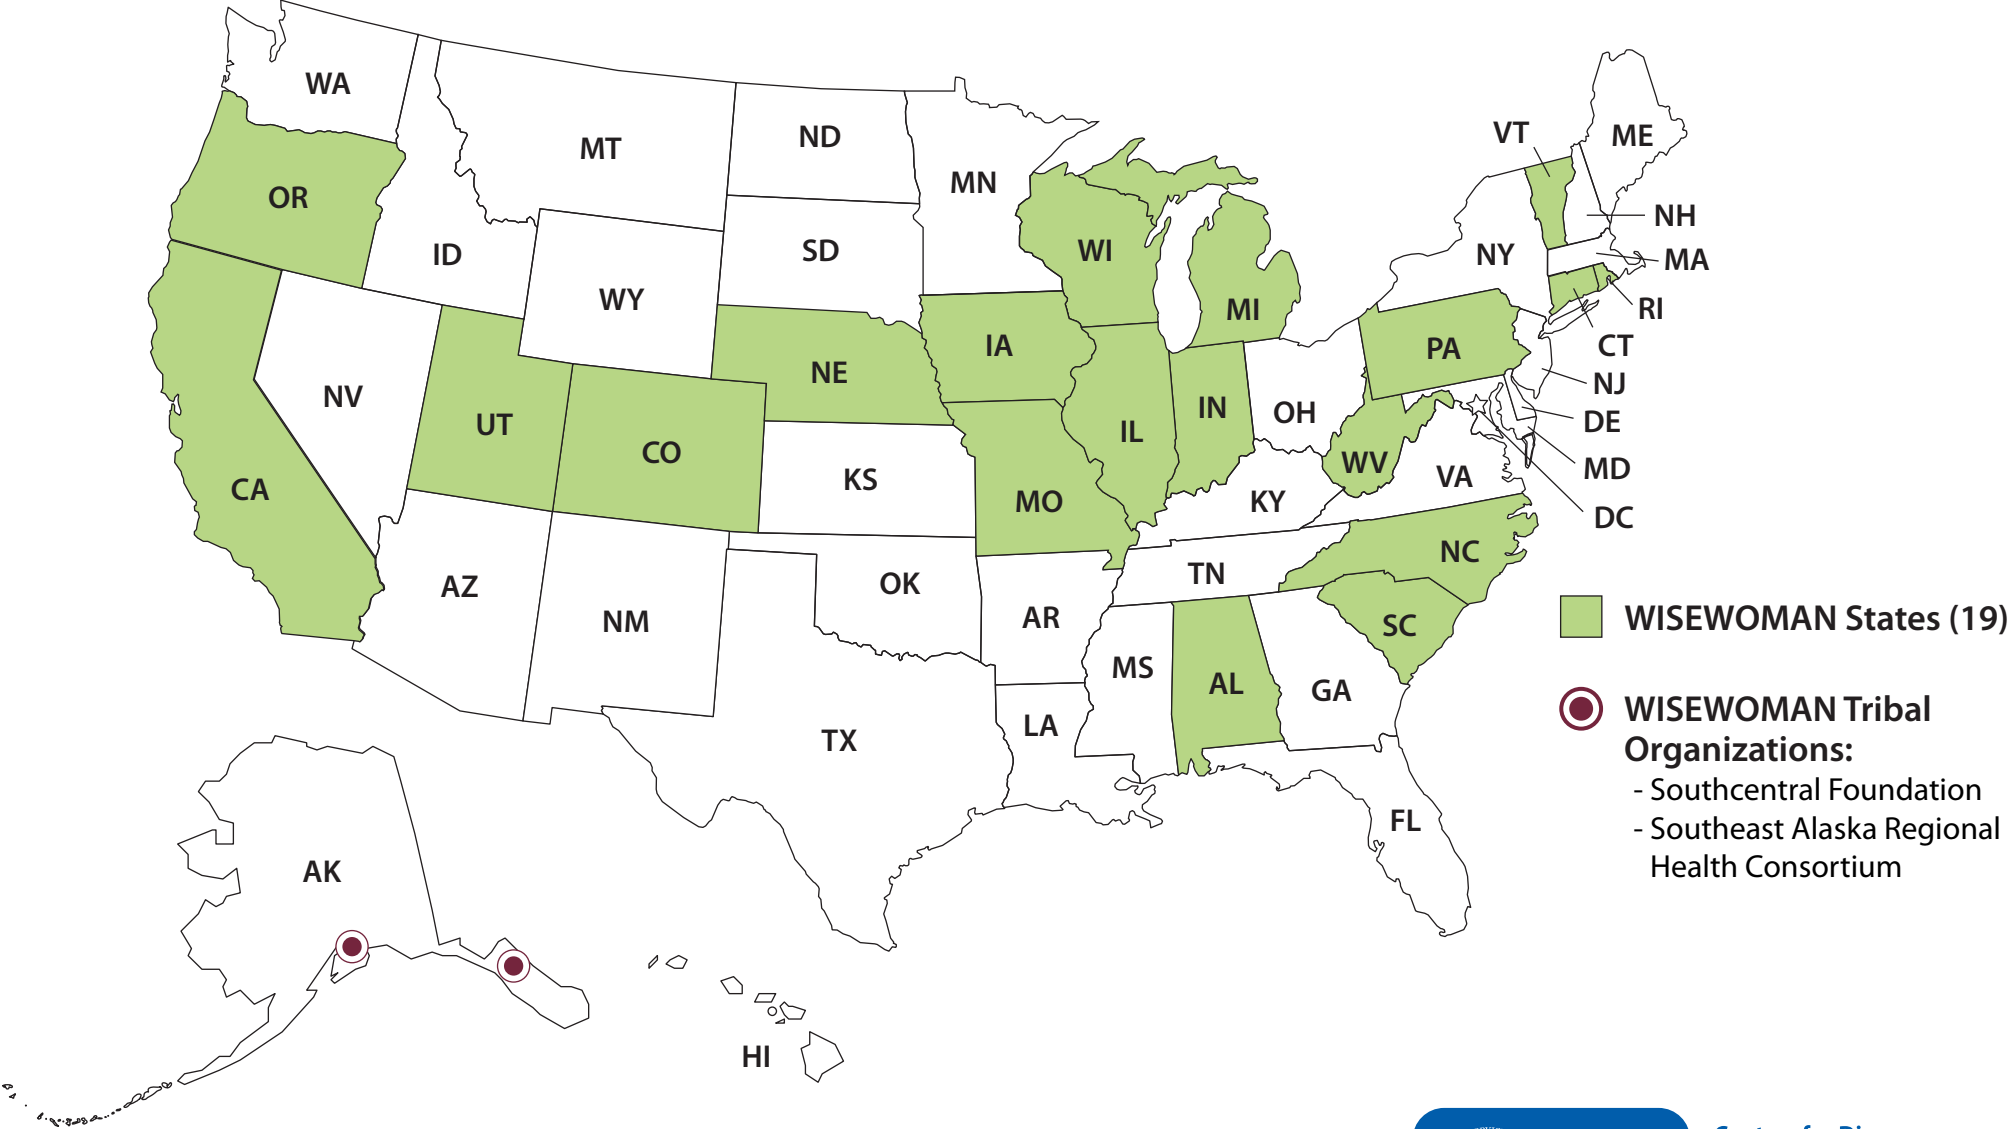 WA
MT
ND
MN
VT
ME
OR
ID
SD
WI
NY
NH
MA
WY
MI
RI
NE
IA
PA
CT
NV
UT
CO
IL
IN
OH
NJ
DE
CA
KS
MO
WV
VA
MD
KY
DC
AZ
NM
OK
AR
TN
NC
SC
MS
AL
GA
TX
LA
FL
AK
HI
WISEWOMAN States (19)
WISEWOMAN Tribal
Organizations:
- Southcentral Foundation
- Southeast Alaska Regional
Health Consortium